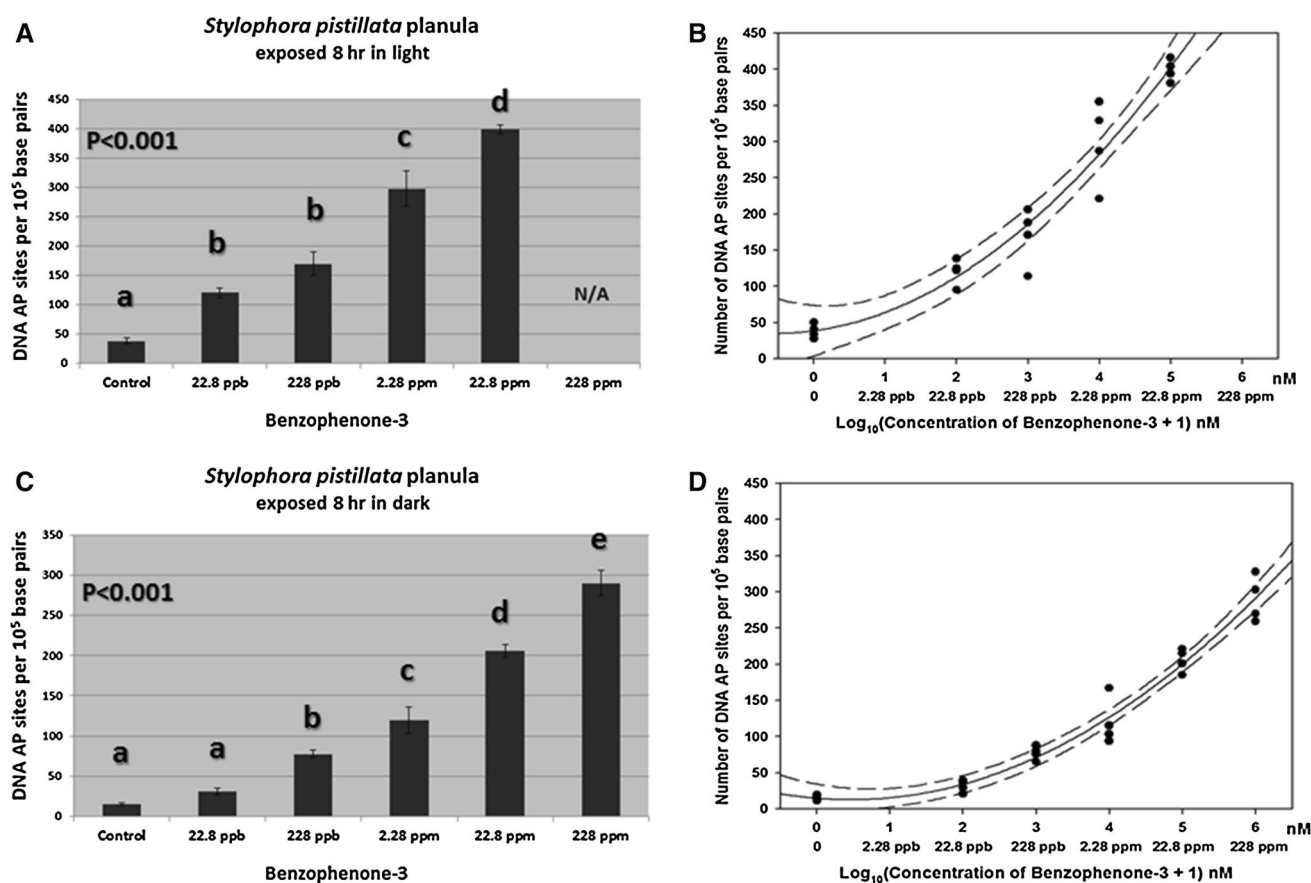 A
Stylophora pistillata planula
exposed 8 hr in light
DNA AP sites per 10⁵ base pairs
450
400
350
300
250
200
150
100
50
0
P<0.001
a
b
b
c
d
N/A
Control
22.8 ppb
228 ppb
2.28 ppm
22.8 ppm
228 ppm
Benzophenone-3
B
Number of DNA AP sites per 10⁵ base pairs
450
400
350
300
250
200
150
100
50
0
0 1 2 3 4 5 6 nM
0 2.28 ppb 22.8 ppb 228 ppb 2.28 ppm 22.8 ppm 228 ppm
Log₁₀(Concentration of Benzophenone-3 + 1) nM
C
Stylophora pistillata planula
exposed 8 hr in dark
DNA AP sites per 10⁵ base pairs
350
300
250
200
150
100
50
0
P<0.001
a
a
b
c
d
e
Control
22.8 ppb
228 ppb
2.28 ppm
22.8 ppm
228 ppm
Benzophenone-3
D
Number of DNA AP sites per 10⁵ base pairs
450
400
350
300
250
200
150
100
50
0
0 1 2 3 4 5 6 nM
0 2.28 ppb 22.8 ppb 228 ppb 2.28 ppm 22.8 ppm 228 ppm
Log₁₀(Concentration of Benzophenone-3 + 1) nM